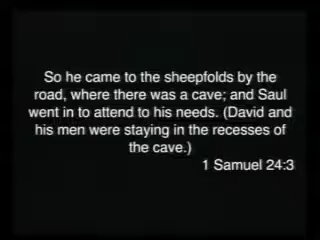 So he came to the sheepfolds by the
road, where there was a cave; and Saul
went in to attend to his needs. (David and
his men were staying in the recesses of
the cave.)
1 Samuel 24:3